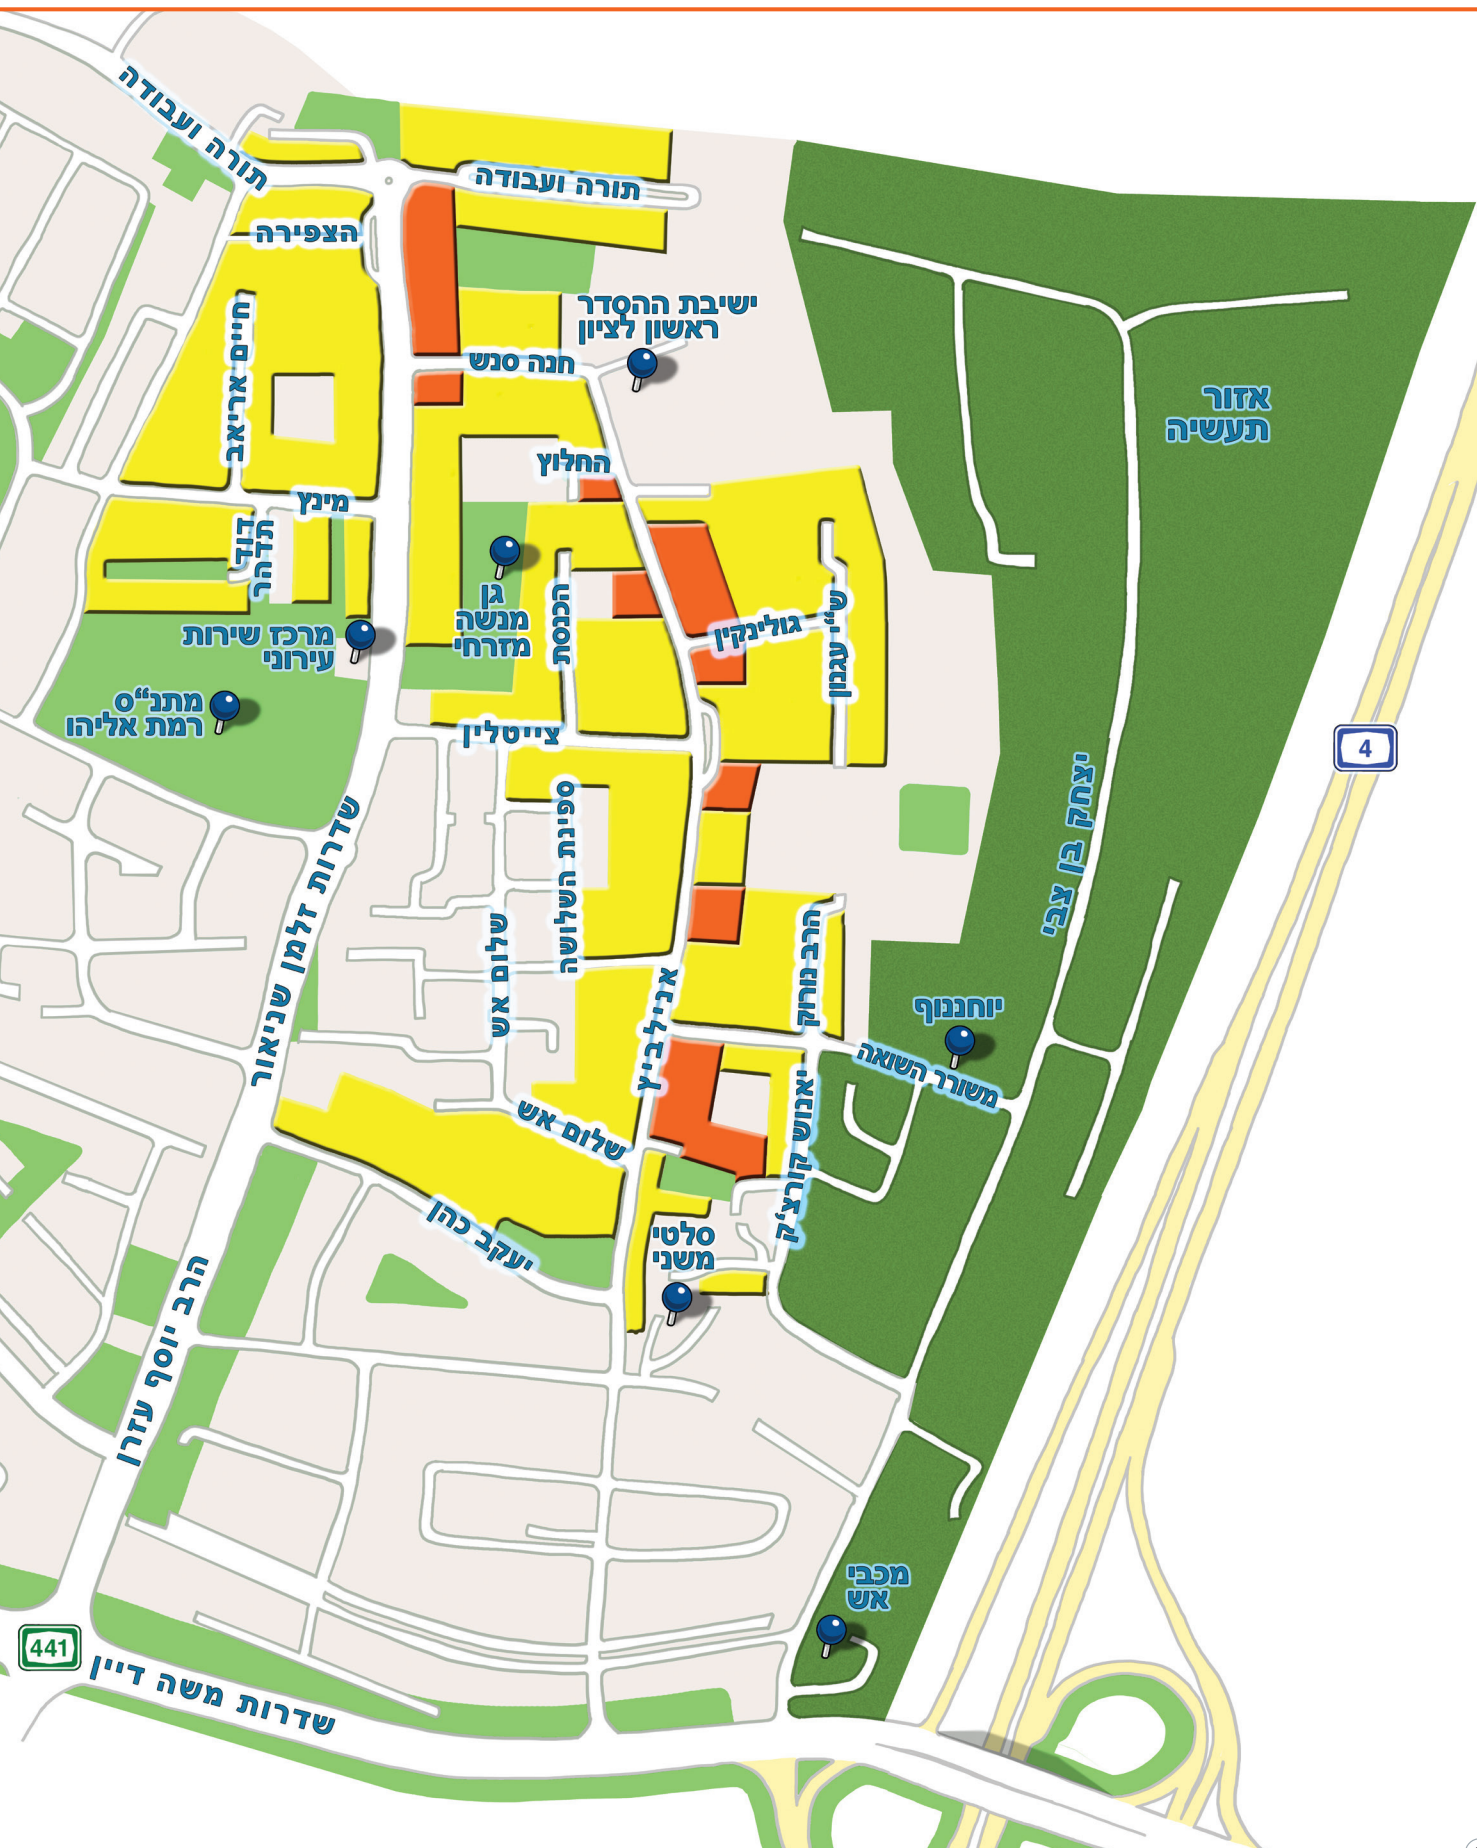 תורה ועבודה
תורה ועבודה
הצפירה
ישיבת ההסדר
ראשון לציון
חיים אריאב
חנה סנש
אזור
תעשיה
החלוץ
מינץ
דוד
תדהר
גן
מנשה
מזרחי
הכנסת
ש"י עגנון
גולינקין
מרכז שירות
עירוני
מתנ"ס
רמת אליהו
צייטלין
4
יצחק בן צבי
ספינת השלושה
שדרות זלמן שניאור
שלום אש
הרב נורוק
אנילביץ
יוחננוף
משורר השואה
שלום אש
יאנוש קורצ'ק
יעקב כהן
סלטי
משני
הרב יוסף עזרן
מכבי
אש
441
שדרות משה דיין